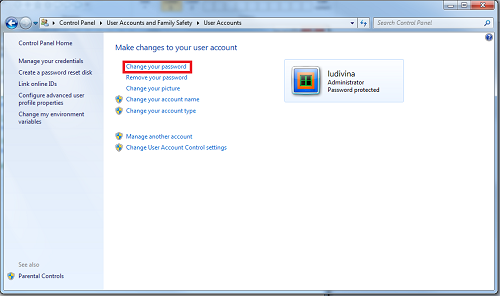 Control Panel ▸ User Accounts and Family Safety ▸ User Accounts
Search Control Panel
Control Panel Home
Manage your credentials
Create a password reset disk
Link online IDs
Configure advanced user
profile properties
Change my environment
variables
See also
Parental Controls
Make changes to your user account
Change your password
Remove your password
Change your picture
Change your account name
Change your account type
Manage another account
Change User Account Control settings
ludivina
Administrator
Password protected